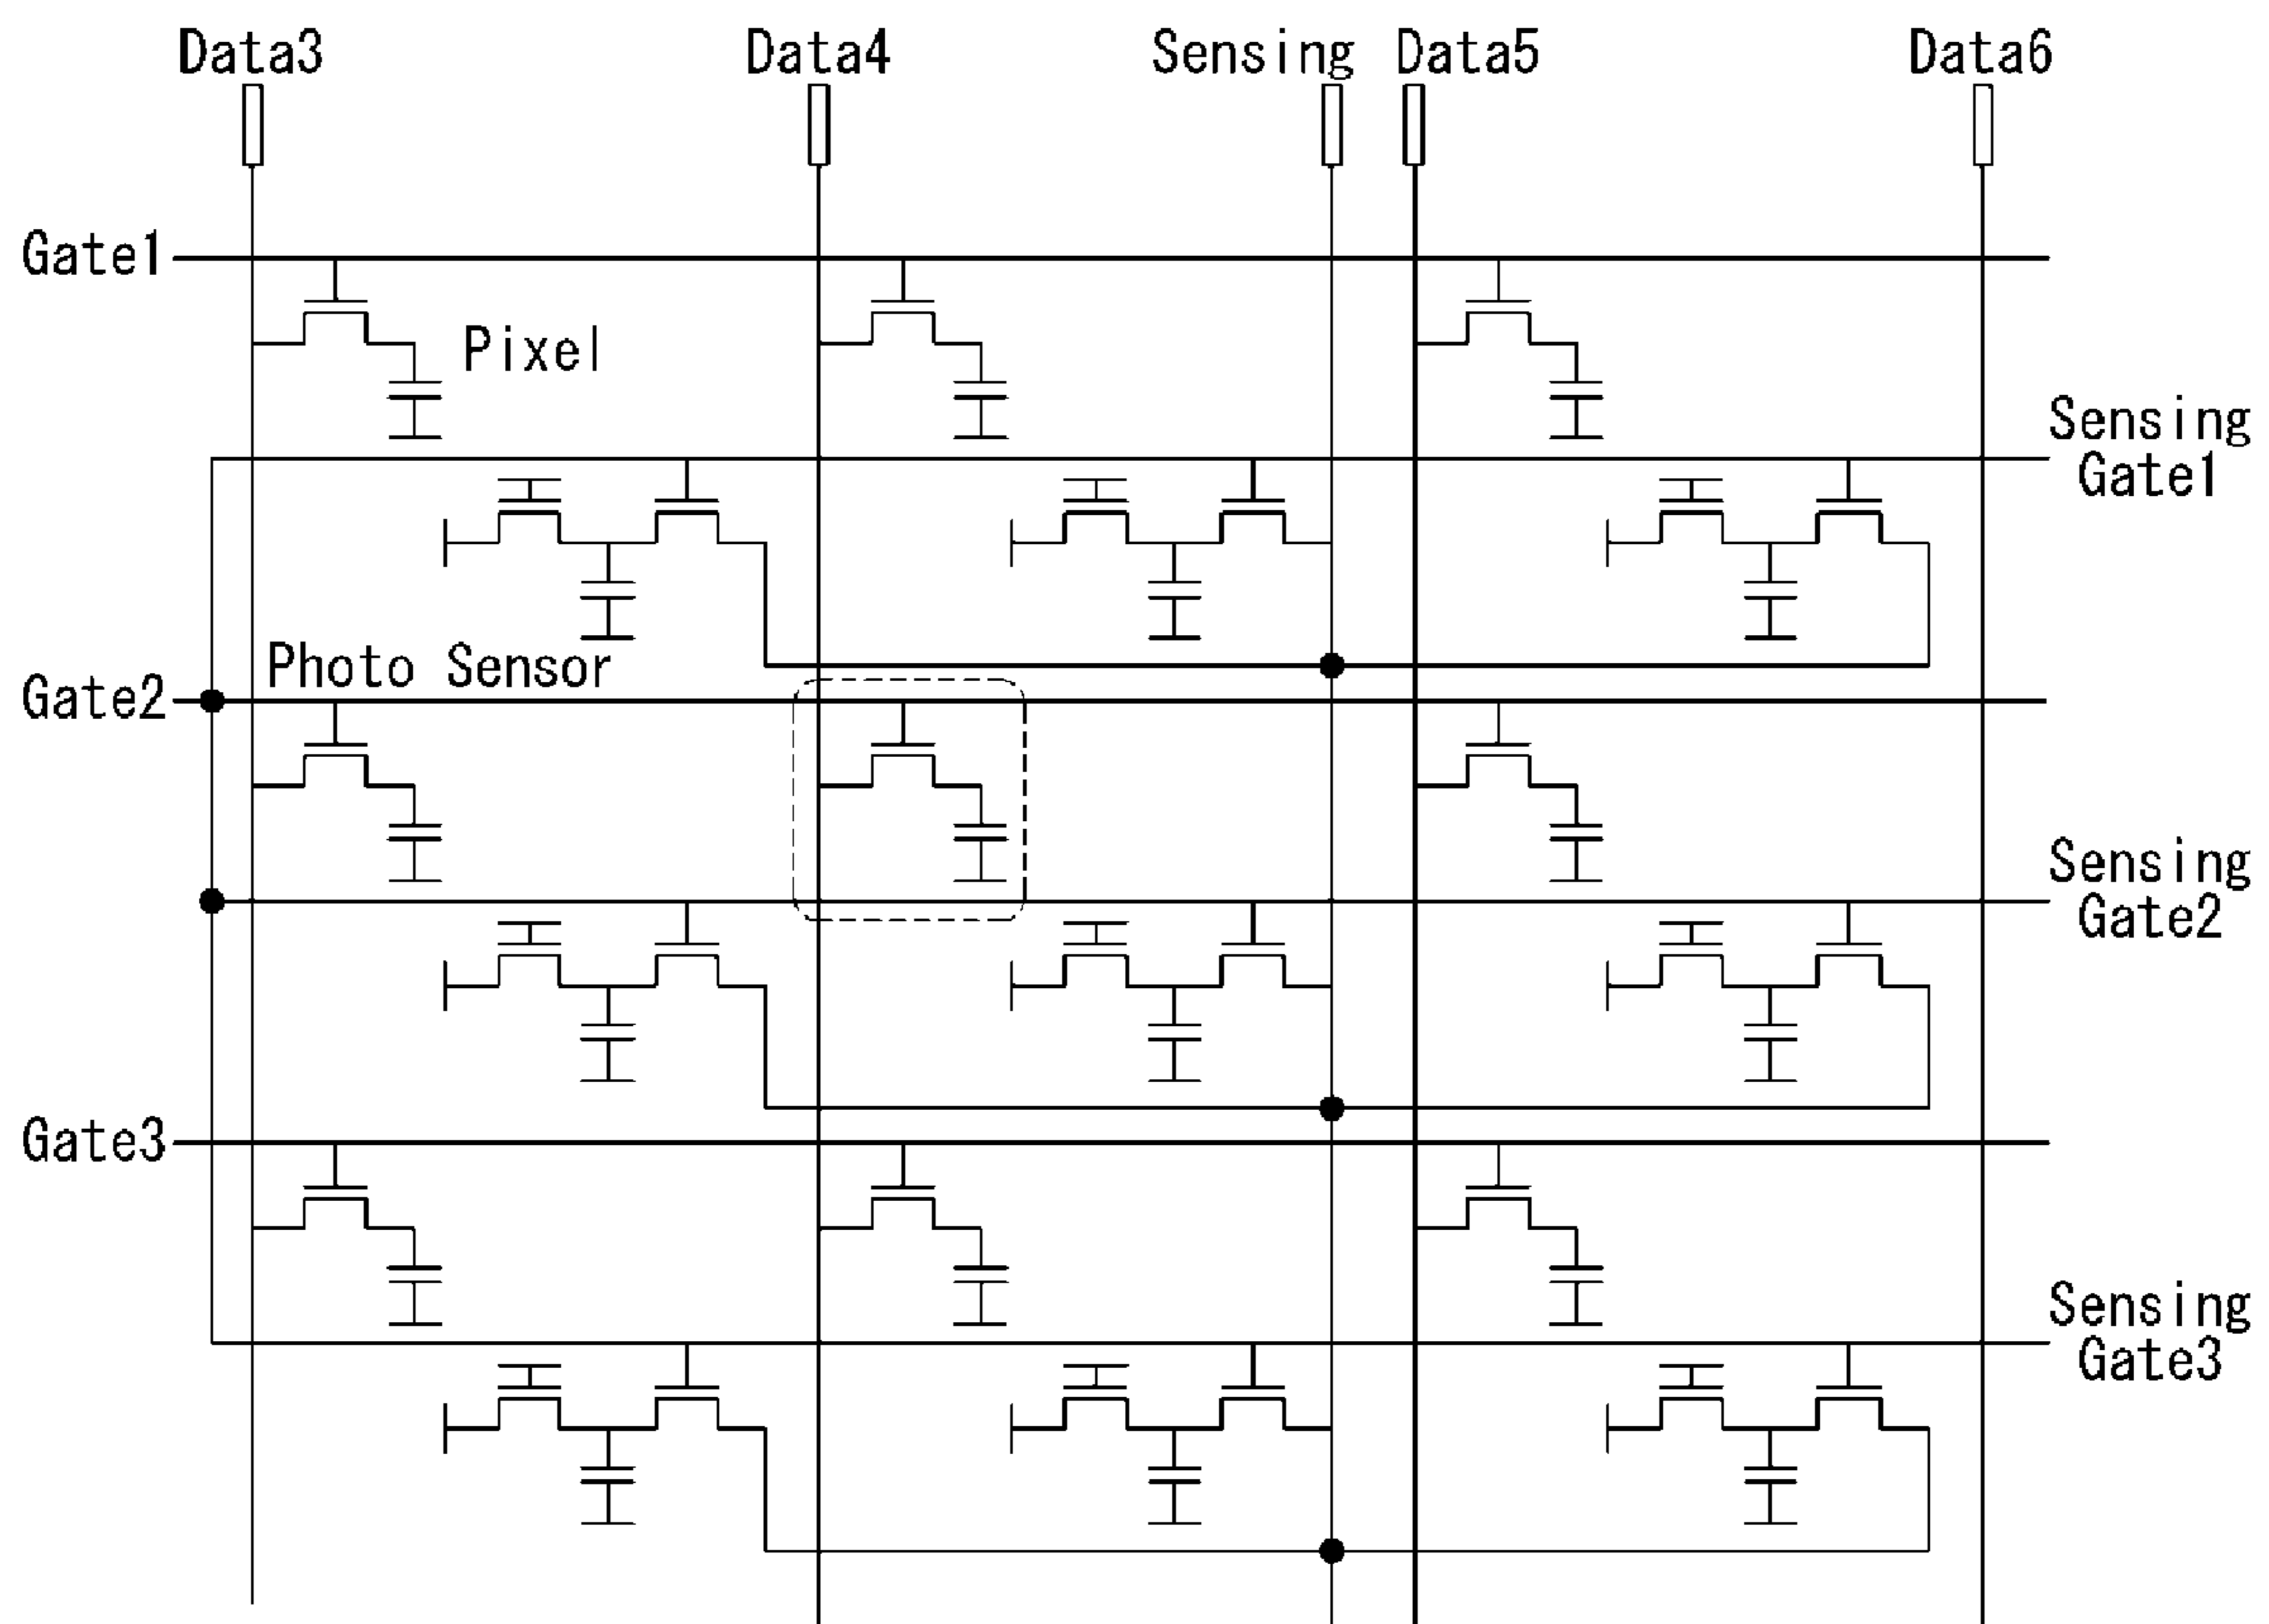 Data3 Data4 Sensing Data5 Data6
Gate1
Pixel
Sensing
Gate1
Photo Sensor
Gate2
Sensing
Gate2
Gate3
Sensing
Gate3